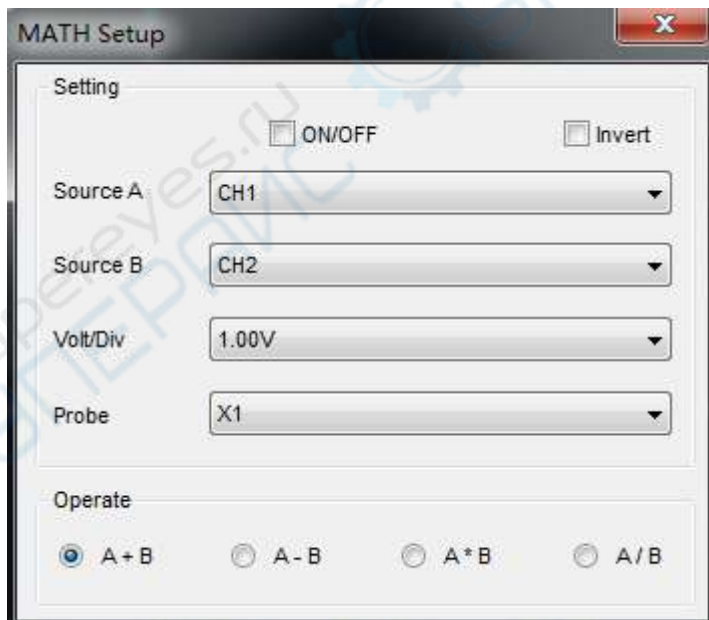 MATH Setup
Setting
ON/OFF Invert
Source A CH1
Source B CH2
Volt/Div 1.00V
Probe X1
Operate
A + B A - B A * B A / B